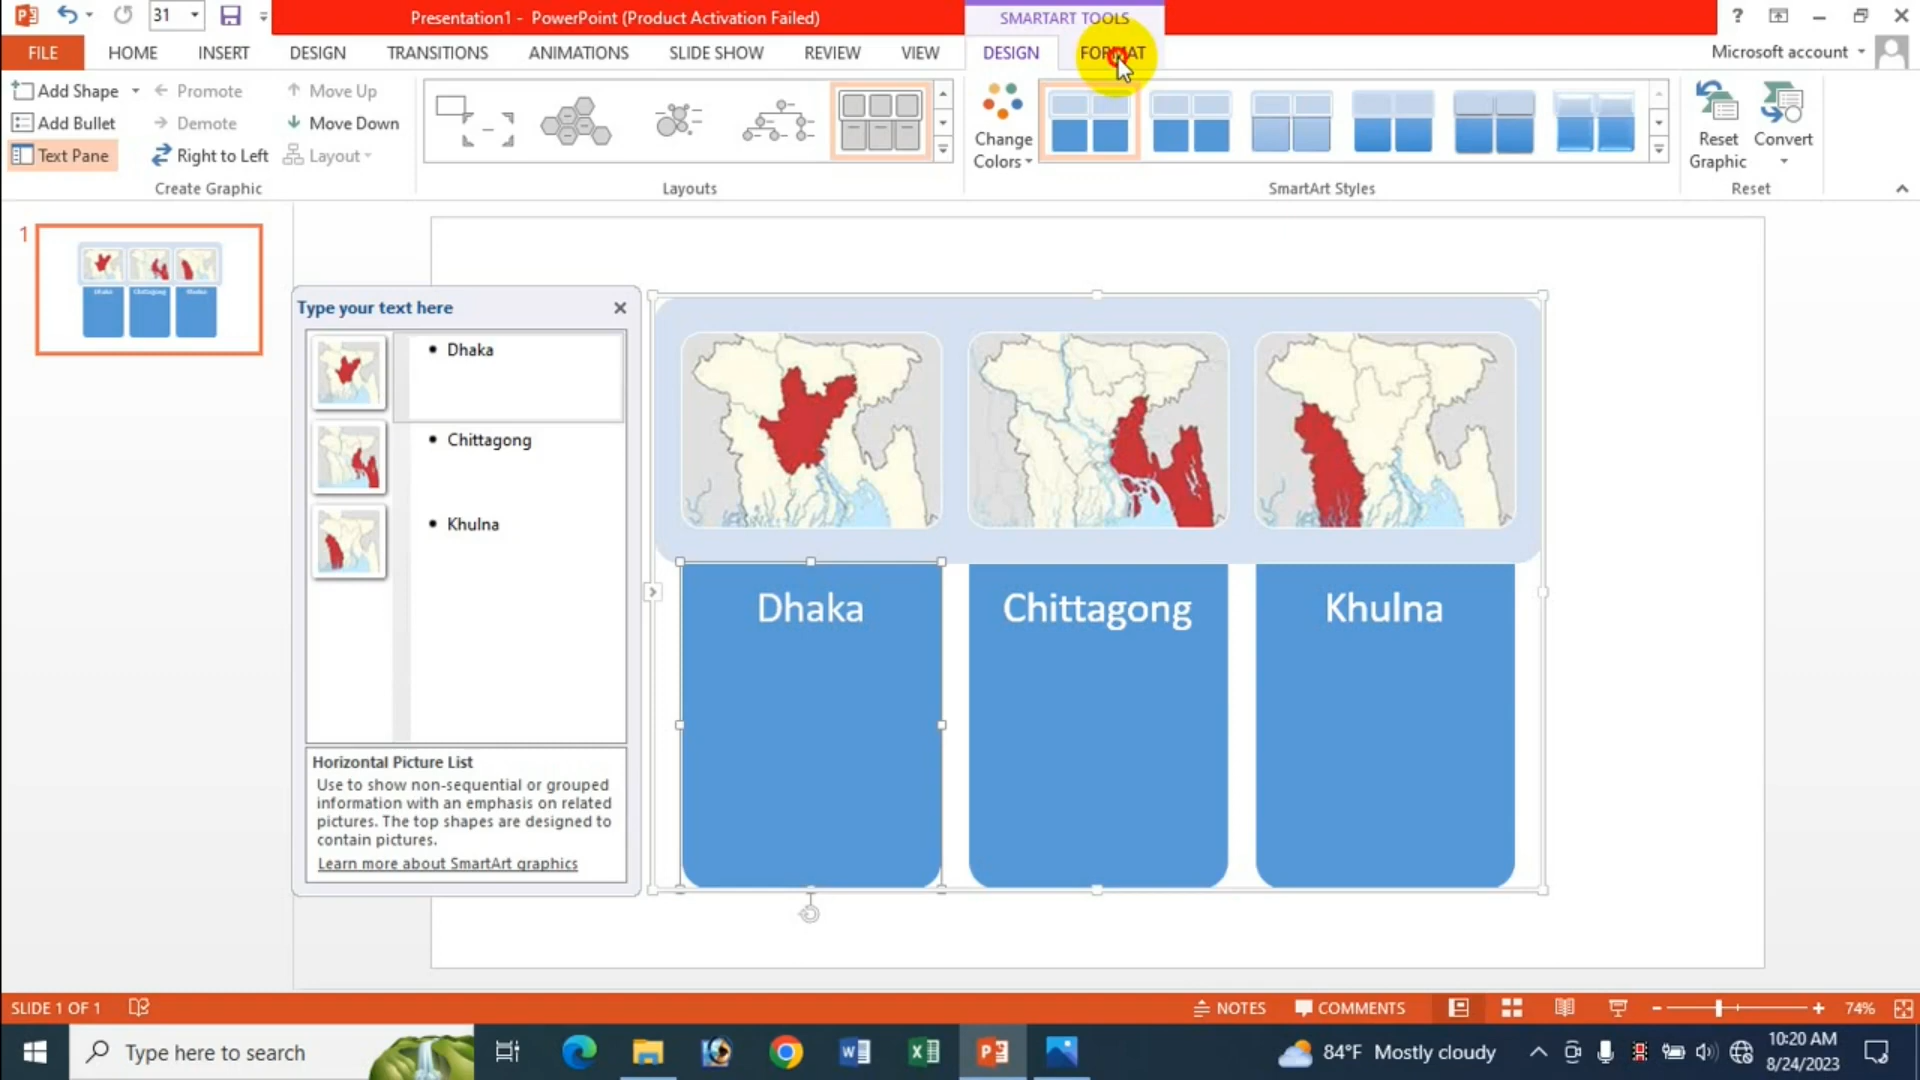 31
Presentation1 - PowerPoint (Product Activation Failed)
SMARTART TOOLS
?
FILE
HOME
INSERT
DESIGN
TRANSITIONS
ANIMATIONS
SLIDE SHOW
REVIEW
VIEW
DESIGN
FORMAT
Microsoft account
Add Shape
Promote
Move Up
Add Bullet
Demote
Move Down
Text Pane
Right to Left
Layout
Create Graphic
Layouts
Change
Colors
SmartArt Styles
Reset
Graphic
Convert
Reset
1
Dhaka
Chittagong
Khulna
Type your text here
• Dhaka
• Chittagong
• Khulna
Horizontal Picture List
Use to show non-sequential or grouped
information with an emphasis on related
pictures. The top shapes are designed to
contain pictures.
Learn more about SmartArt graphics
Dhaka
Chittagong
Khulna
SLIDE 1 OF 1
NOTES
COMMENTS
74%
Type here to search
84°F Mostly cloudy
10:20 AM
8/24/2023